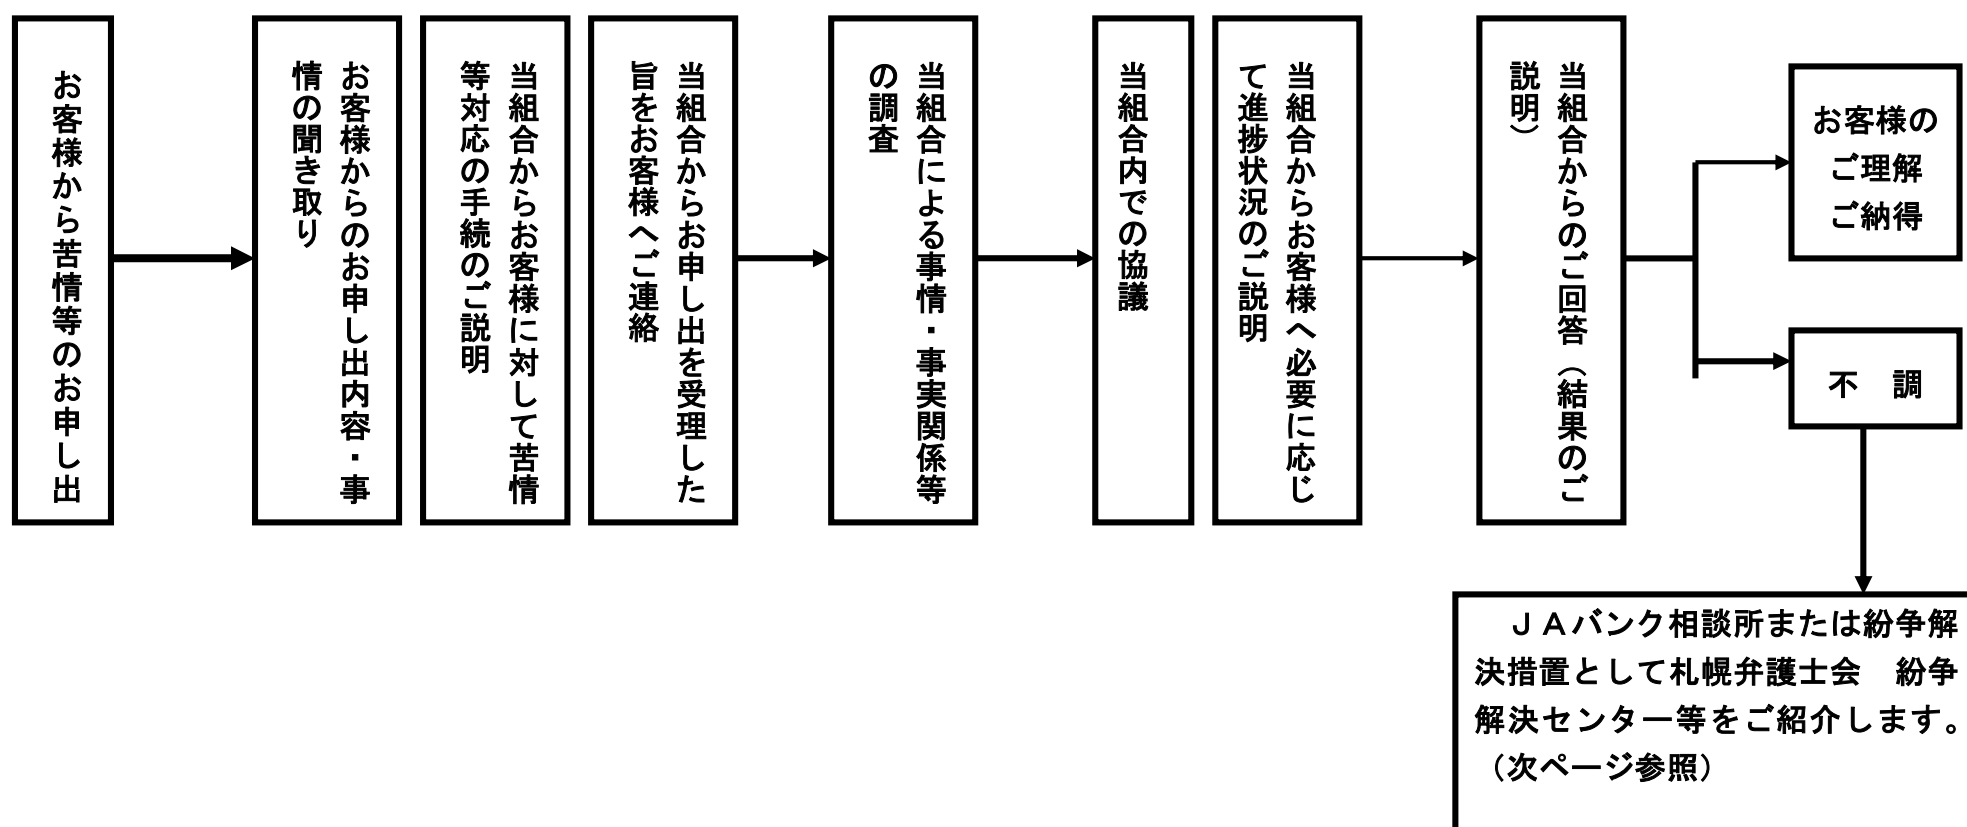 お客様から苦情等のお申し出
お客様からのお申し出内容・事
情の聞き取り
当組合からお客様に対して苦情
等対応の手続のご説明
当組合からお申し出を受理した
旨をお客様へご連絡
当組合による事情・事実関係等
の調査
当組合内での協議
当組合からお客様へ必要に応じ
て進捗状況のご説明
当組合からのご回答（結果のご
説明）
お客様の
ご理解
ご納得
不　調
ＪＡバンク相談所または紛争解
決措置として札幌弁護士会　紛争
解決センター等をご紹介します。
（次ページ参照）